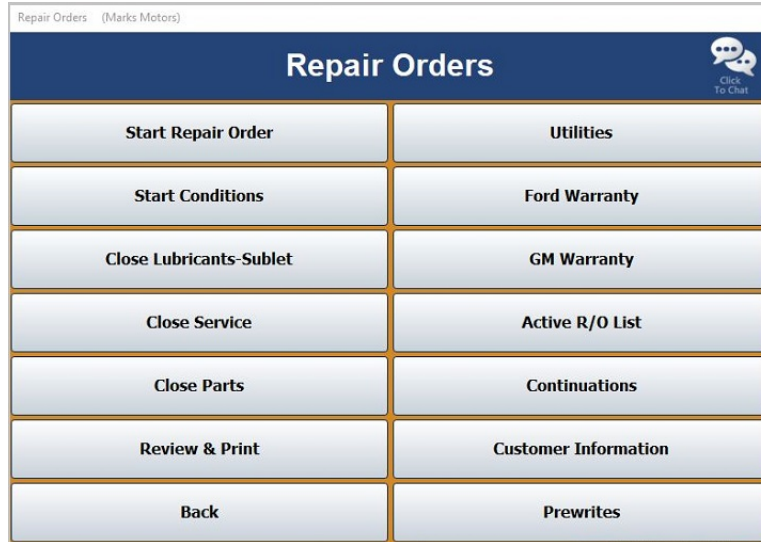 Repair Orders (Marks Motors)
Repair Orders
Click
To Chat
Start Repair Order
Utilities
Start Conditions
Ford Warranty
Close Lubricants-Sublet
GM Warranty
Close Service
Active R/O List
Close Parts
Continuations
Review & Print
Customer Information
Back
Prewrites